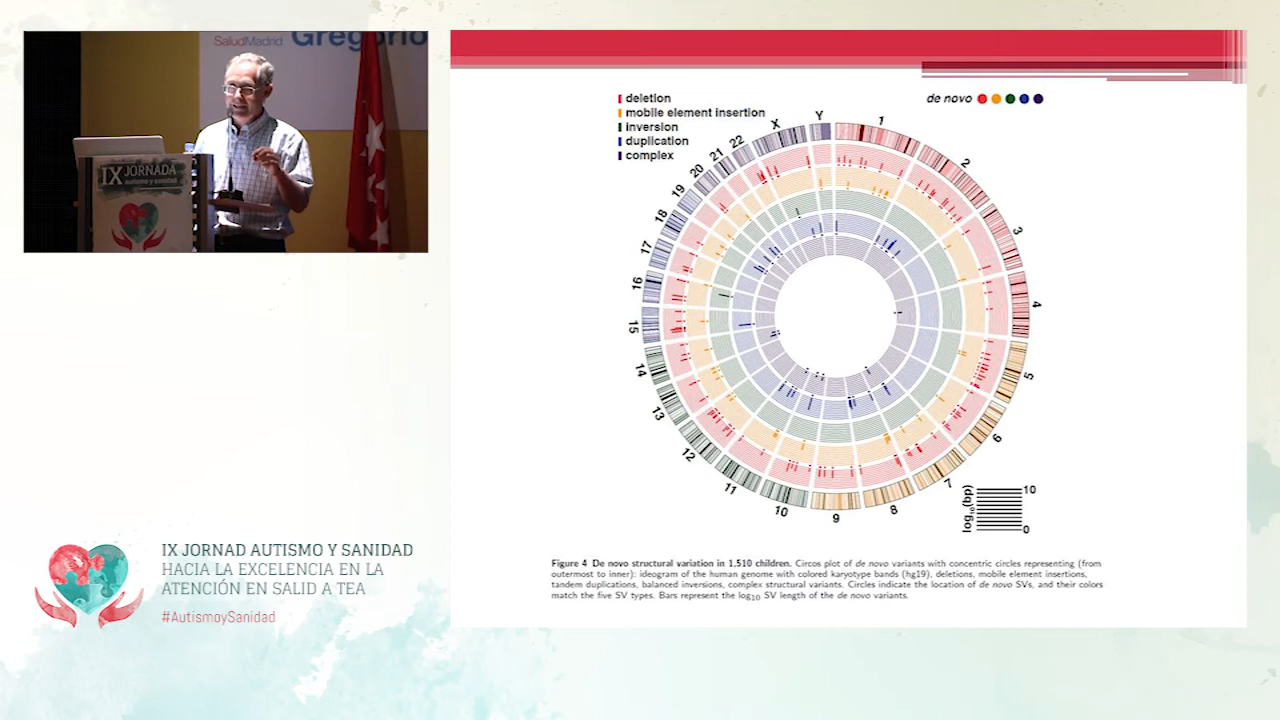 SaludMadrid Gregorio
IX JORNADA
autismo y sanidad
IX JORNAD AUTISMO Y SANIDAD
HACIA LA EXCELENCIA EN LA
ATENCIÓN EN SALID A TEA
#AutismoySanidad
deletion
mobile element insertion
inversion
duplication
complex
de novo
1
2
3
4
5
6
7
8
9
10
11
12
13
14
15
16
17
18
19
20
21
22
X
Y
log10(bp)
10
0
Figure 4 De novo structural variation in 1,510 children. Circos plot of de novo variants with concentric circles representing (from
outermost to inner): ideogram of the human genome with colored karyotype bands (hg19), deletions, mobile element insertions,
tandem duplications, balanced inversions, complex structural variants. Circles indicate the location of de novo SVs, and their colors
match the five SV types. Bars represent the log10 SV length of the de novo variants.